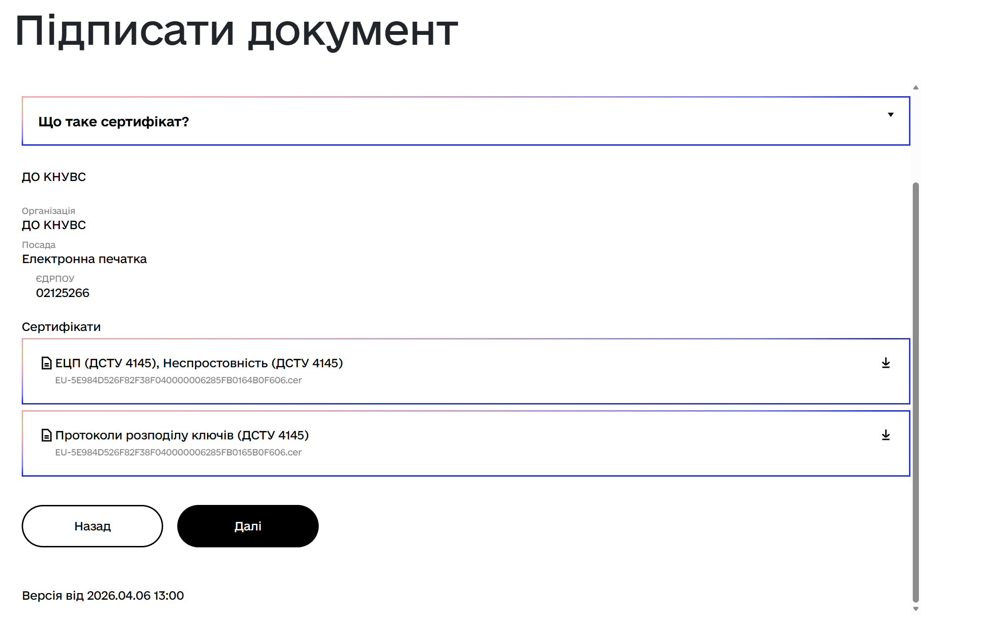 Підписати документ
Що таке сертифікат?
ДО КНУВС
Організація
ДО КНУВС
Посада
Електронна печатка
ЄДРПОУ
02125266
Сертифікати
ЕЦП (ДСТУ 4145), Неспростовність (ДСТУ 4145)
EU-5E984D526F82F38F040000006285FB0164B0F606.cer
Протоколи розподілу ключів (ДСТУ 4145)
EU-5E984D526F82F38F040000006285FB0165B0F606.cer
Назад
Далі
Версія від 2026.04.06 13:00